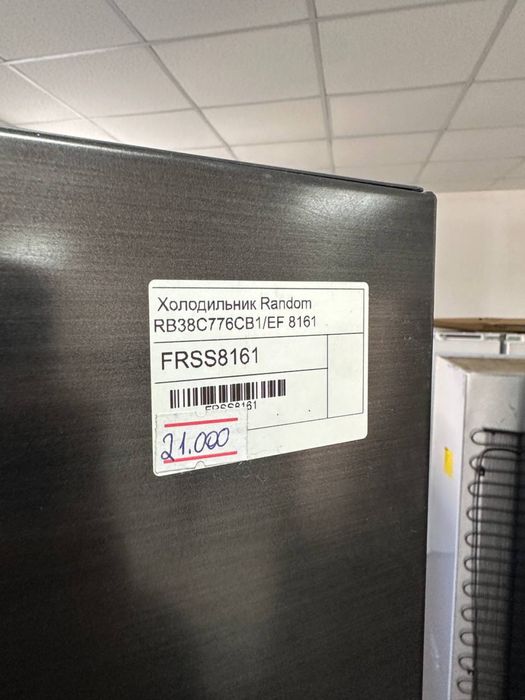 Холодильник Random
RB38C776CB1/EF 8161
FRSS8161
FRSS8161
21.000